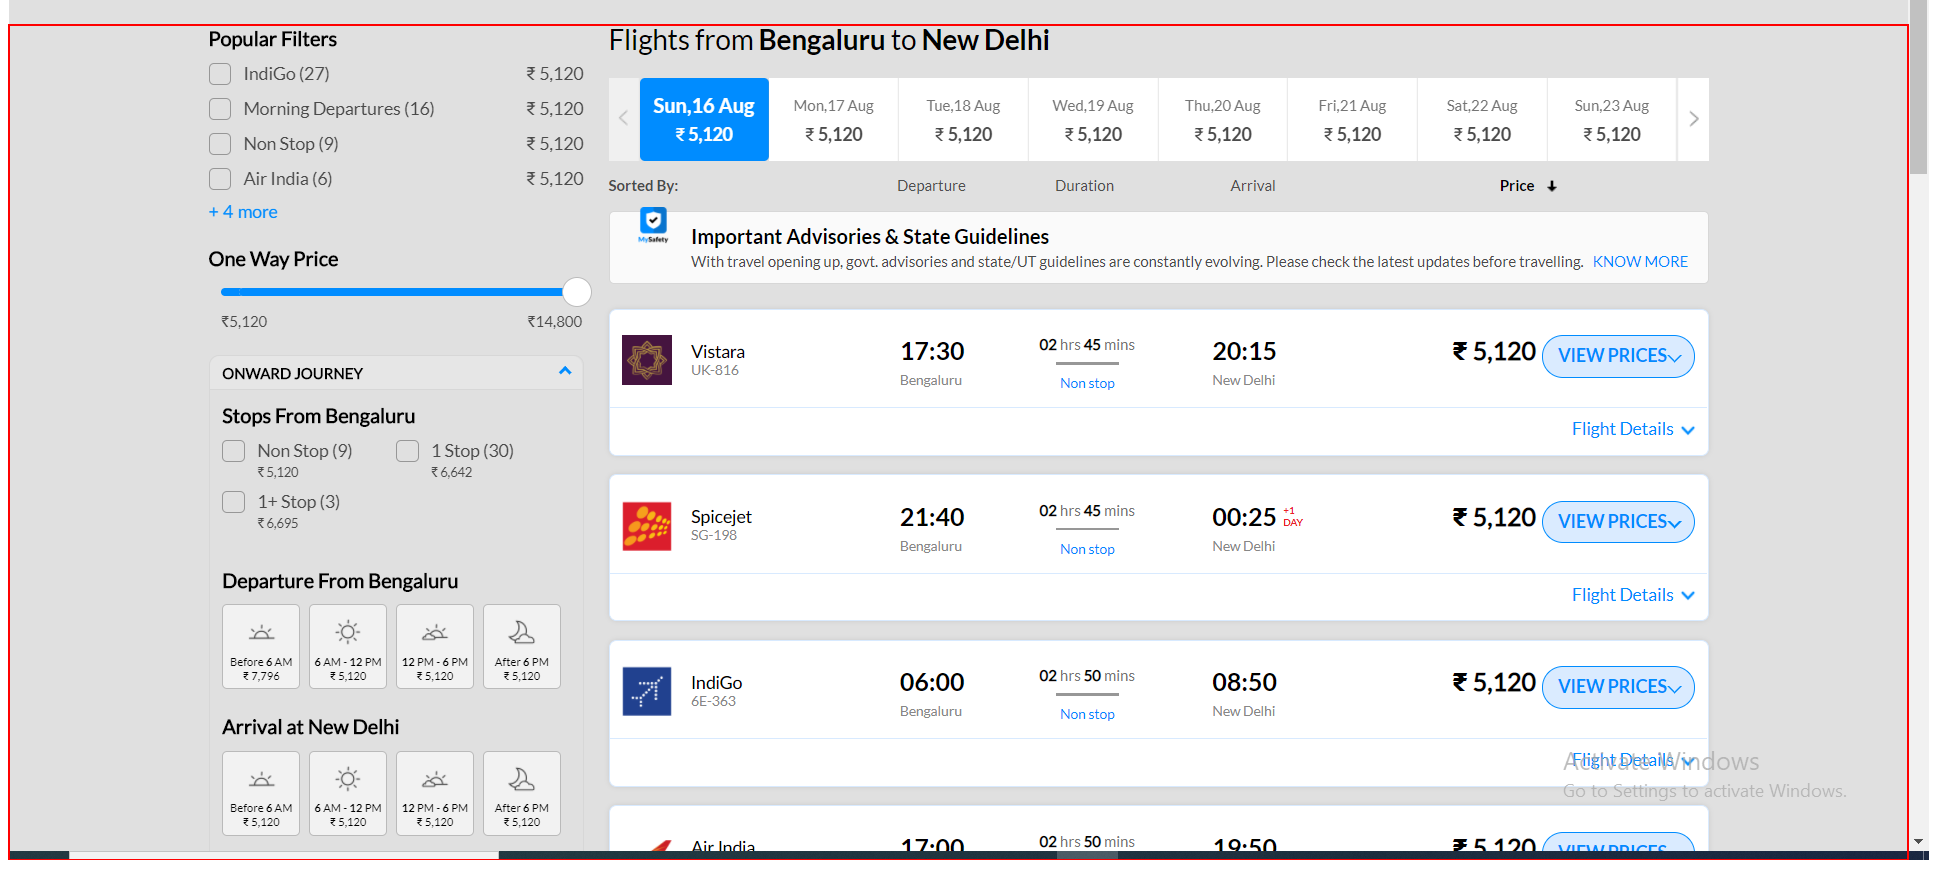 Popular Filters
IndiGo (27) ₹ 5,120
Morning Departures (16) ₹ 5,120
Non Stop (9) ₹ 5,120
Air India (6) ₹ 5,120
+ 4 more
One Way Price
₹5,120 ₹14,800
ONWARD JOURNEY
Stops From Bengaluru
Non Stop (9) 1 Stop (30)
₹ 5,120 ₹ 6,642
1+ Stop (3)
₹ 6,695
Departure From Bengaluru
Before 6 AM 6 AM - 12 PM 12 PM - 6 PM After 6 PM
₹ 7,796 ₹ 5,120 ₹ 5,120 ₹ 5,120
Arrival at New Delhi
Before 6 AM 6 AM - 12 PM 12 PM - 6 PM After 6 PM
₹ 5,120 ₹ 5,120 ₹ 5,120 ₹ 5,120
Flights from Bengaluru to New Delhi
Sun,16 Aug Mon,17 Aug Tue,18 Aug Wed,19 Aug Thu,20 Aug Fri,21 Aug Sat,22 Aug Sun,23 Aug
₹ 5,120 ₹ 5,120 ₹ 5,120 ₹ 5,120 ₹ 5,120 ₹ 5,120 ₹ 5,120 ₹ 5,120
Sorted By: Departure Duration Arrival Price
MySafety
Important Advisories & State Guidelines
With travel opening up, govt. advisories and state/UT guidelines are constantly evolving. Please check the latest updates before travelling. KNOW MORE
Vistara 17:30 02 hrs 45 mins 20:15 ₹ 5,120 VIEW PRICES
UK-816 Bengaluru Non stop New Delhi
Flight Details
Spicejet 21:40 02 hrs 45 mins 00:25 +1 DAY ₹ 5,120 VIEW PRICES
SG-198 Bengaluru Non stop New Delhi
Flight Details
IndiGo 06:00 02 hrs 50 mins 08:50 ₹ 5,120 VIEW PRICES
6E-363 Bengaluru Non stop New Delhi
Flight Details
Activate Windows
Go to Settings to activate Windows.
Air India 17:00 02 hrs 50 mins 19:50 ₹ 5,120 VIEW PRICES